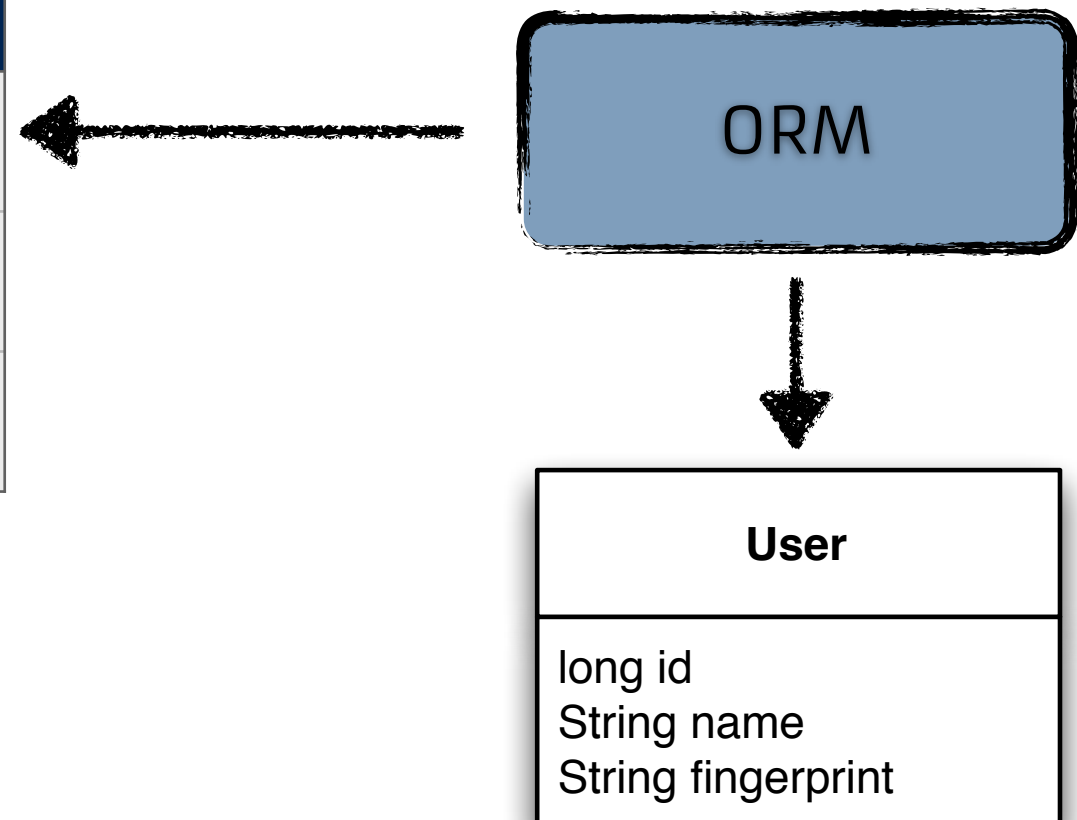 ORM
User
long id
String name
String fingerprint